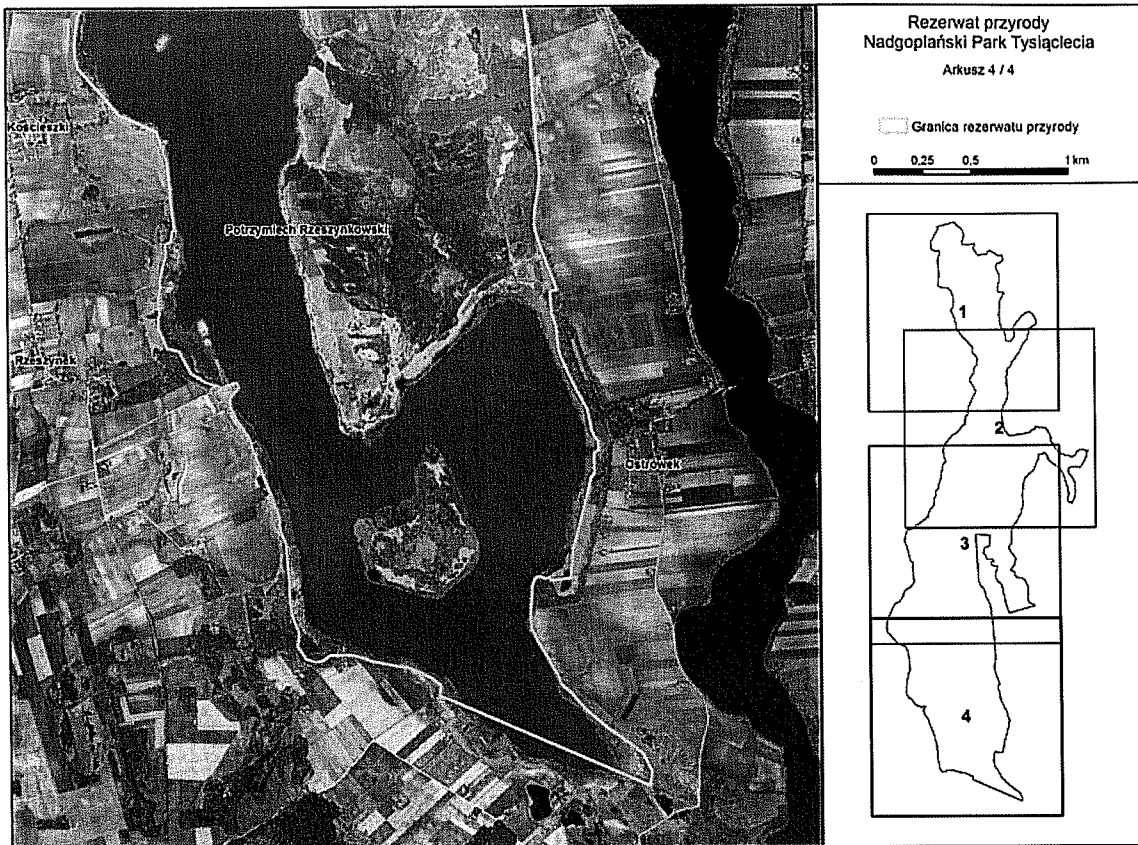 Rezerwat przyrody
Nadgoplański Park Tysiąclecia
Arkusz 4 / 4
Granica rezerwatu przyrody
0 0,25 0,5 1 km
Kościeszki
Potrzymiech Rzeszynkowski
Rzeszynek
Ostrówek
1
2
3
4